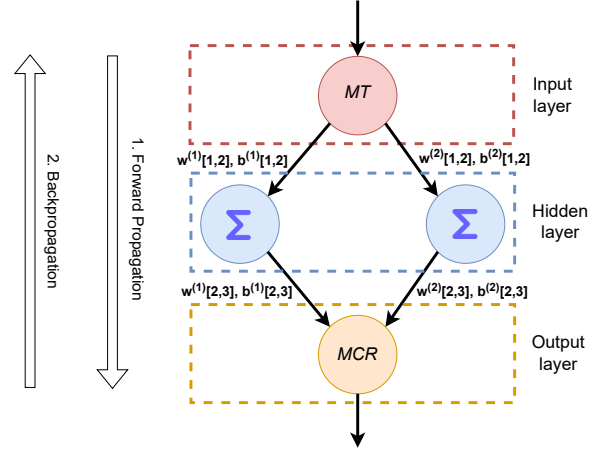 MT
Input
layer
w⁽¹⁾[1,2], b⁽¹⁾[1,2]
w⁽²⁾[1,2], b⁽²⁾[1,2]
Σ
Σ
Hidden
layer
w⁽¹⁾[2,3], b⁽¹⁾[2,3]
w⁽²⁾[2,3], b⁽²⁾[2,3]
MCR
Output
layer
2. Backpropagation
1. Forward Propagation